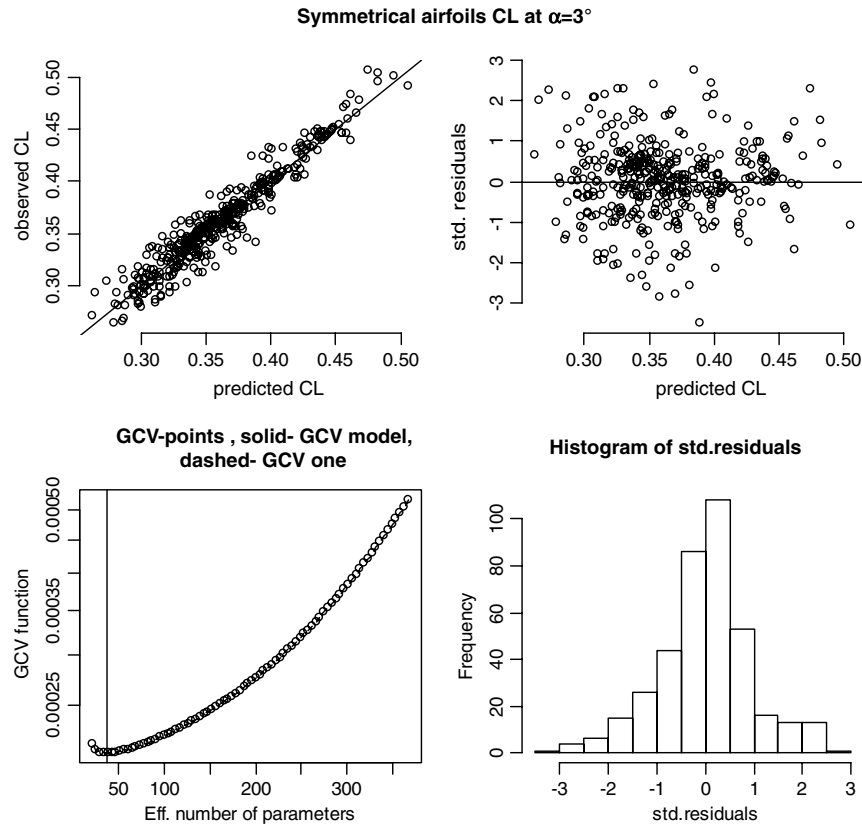 Symmetrical airfoils CL at α=3°
observed CL
0.30 0.35 0.40 0.45 0.50
0.30 0.35 0.40 0.45 0.50
predicted CL
std. residuals
-3 -2 -1 0 1 2 3
0.30 0.35 0.40 0.45 0.50
predicted CL
GCV-points , solid- GCV model,
dashed- GCV one
GCV function
0.00025 0.00035 0.00050
50 100 200 300
Eff. number of parameters
Histogram of std.residuals
Frequency
0 20 40 60 80 100
-3 -2 -1 0 1 2 3
std.residuals